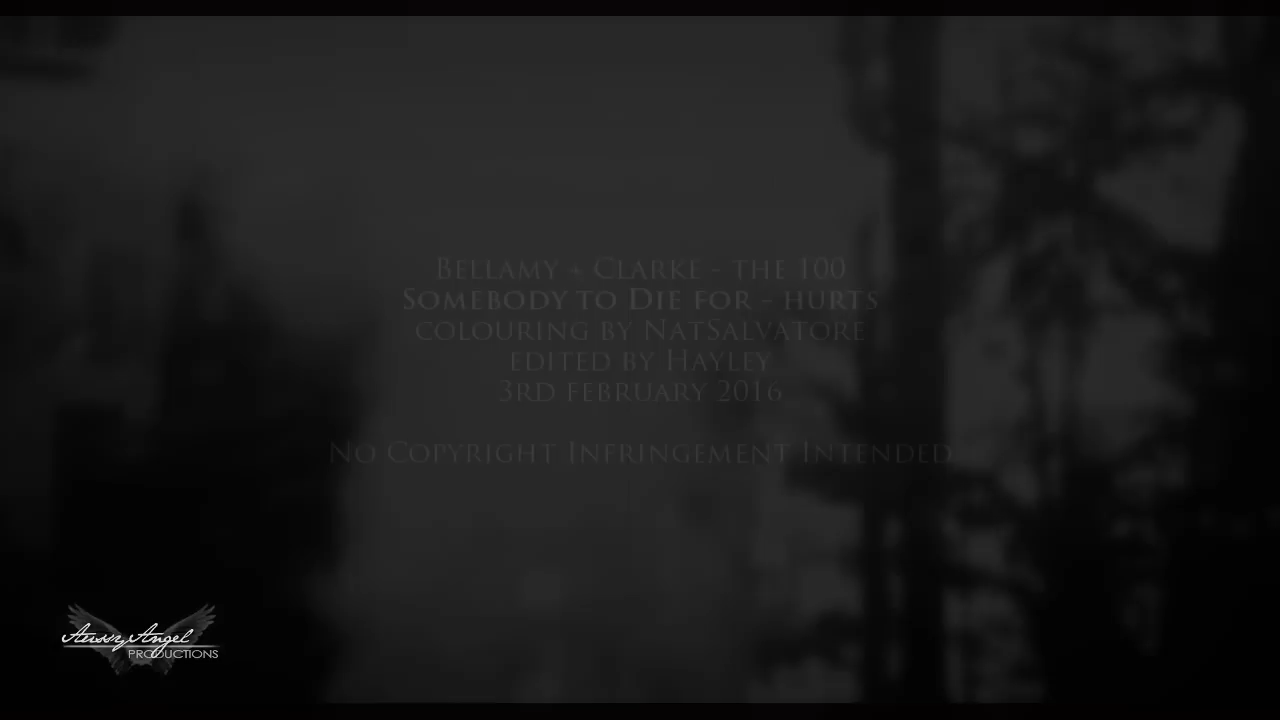 Bellamy + Clarke - the 100
Somebody to Die for - hurts
colouring by NatSalvatore
edited by Hayley
3rd february 2016
No Copyright Infringement Intended
AussyAngel
PRODUCTIONS